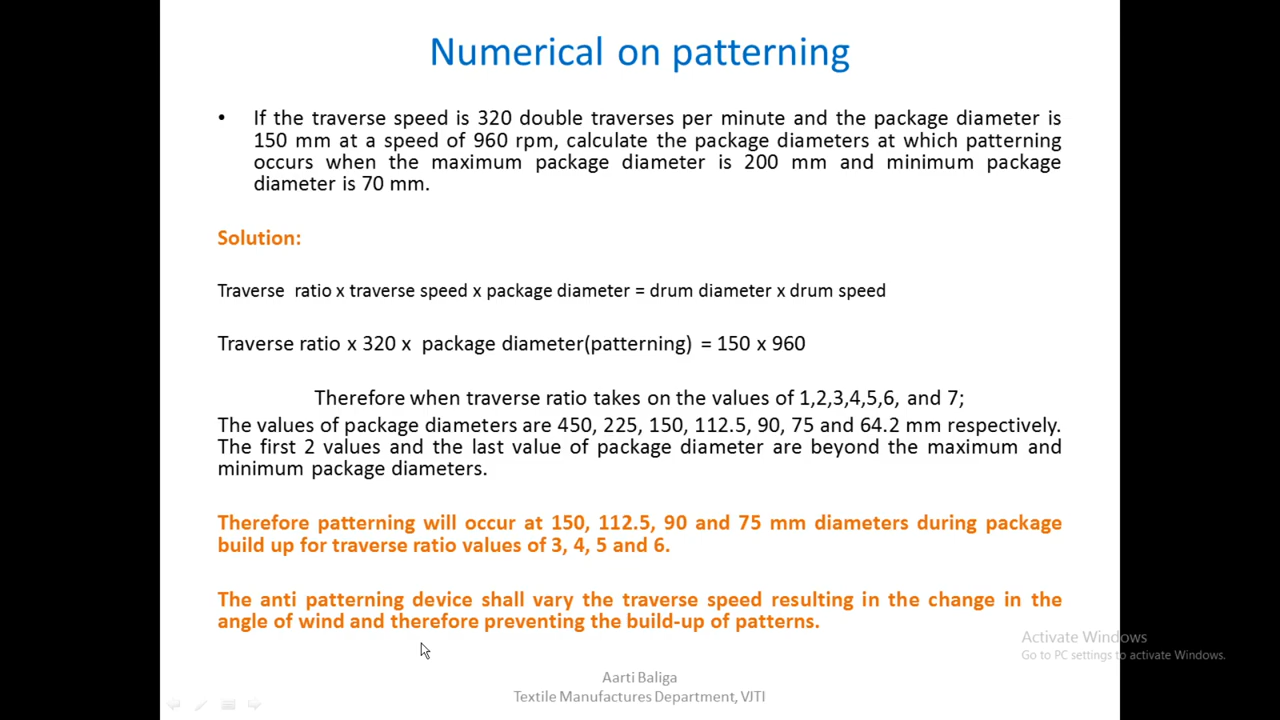 Numerical on patterning
• If the traverse speed is 320 double traverses per minute and the package diameter is
150 mm at a speed of 960 rpm, calculate the package diameters at which patterning
occurs when the maximum package diameter is 200 mm and minimum package
diameter is 70 mm.
Solution:
Traverse ratio x traverse speed x package diameter = drum diameter x drum speed
Traverse ratio x 320 x package diameter(patterning) = 150 x 960
Therefore when traverse ratio takes on the values of 1,2,3,4,5,6, and 7;
The values of package diameters are 450, 225, 150, 112.5, 90, 75 and 64.2 mm respectively.
The first 2 values and the last value of package diameter are beyond the maximum and
minimum package diameters.
Therefore patterning will occur at 150, 112.5, 90 and 75 mm diameters during package
build up for traverse ratio values of 3, 4, 5 and 6.
The anti patterning device shall vary the traverse speed resulting in the change in the
angle of wind and therefore preventing the build-up of patterns.
Activate Windows
Go to PC settings to activate Windows.
Aarti Baliga
Textile Manufactures Department, VJTI